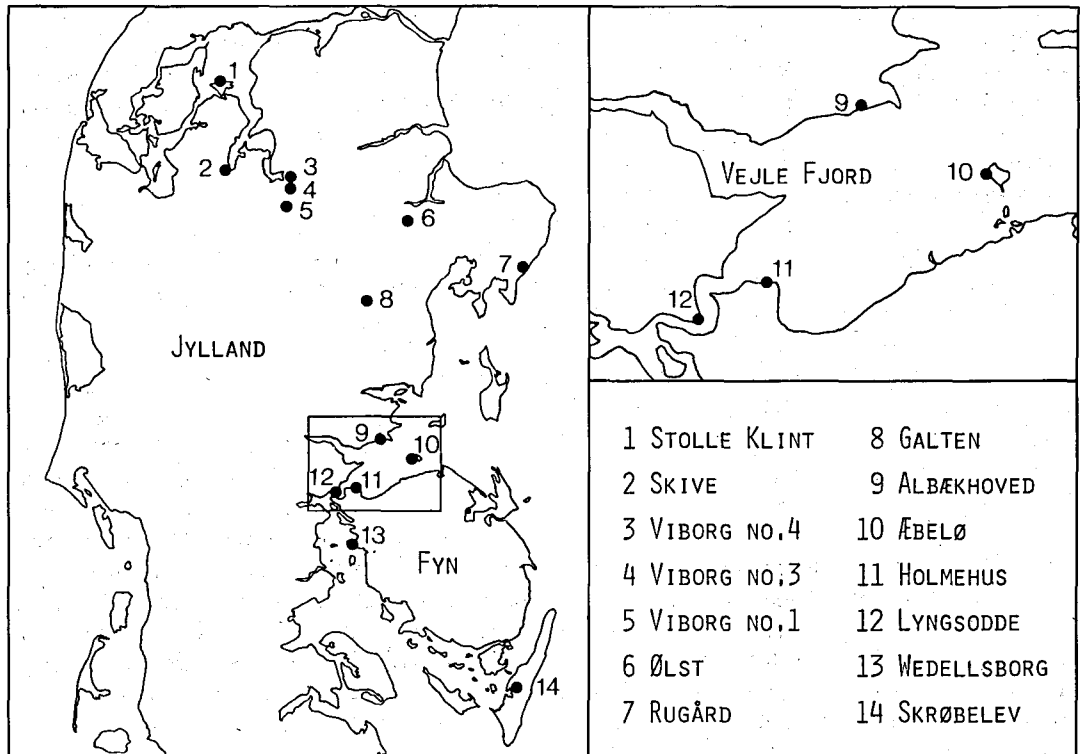 1
2
3
4
5
6
7
8
JYLLAND
9
10
12
11
13
FYN
14
9
VEJLE FJORD
10
11
12
1 STOLLE KLINT
2 SKIVE
3 VIBORG NO.4
4 VIBORG NO.3
5 VIBORG NO.1
6 ØLST
7 RUGÅRD
8 GALTEN
9 ALBÆKHOVED
10 ÆBELØ
11 HOLMEHUS
12 LYNGSODDE
13 WEDELLSBORG
14 SKRØBELEV